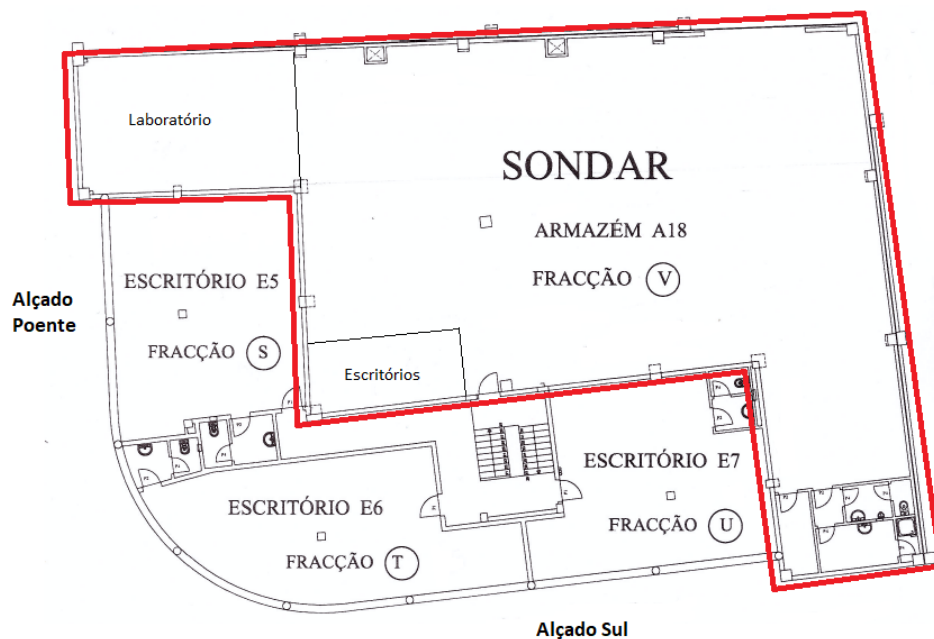 Laboratório
SONDAR
ARMAZÉM A18
FRACÇÃO V
ESCRITÓRIO E5
Alçado
Poente
FRACÇÃO S
Escritórios
ESCRITÓRIO E7
ESCRITÓRIO E6
FRACÇÃO U
FRACÇÃO T
Alçado Sul